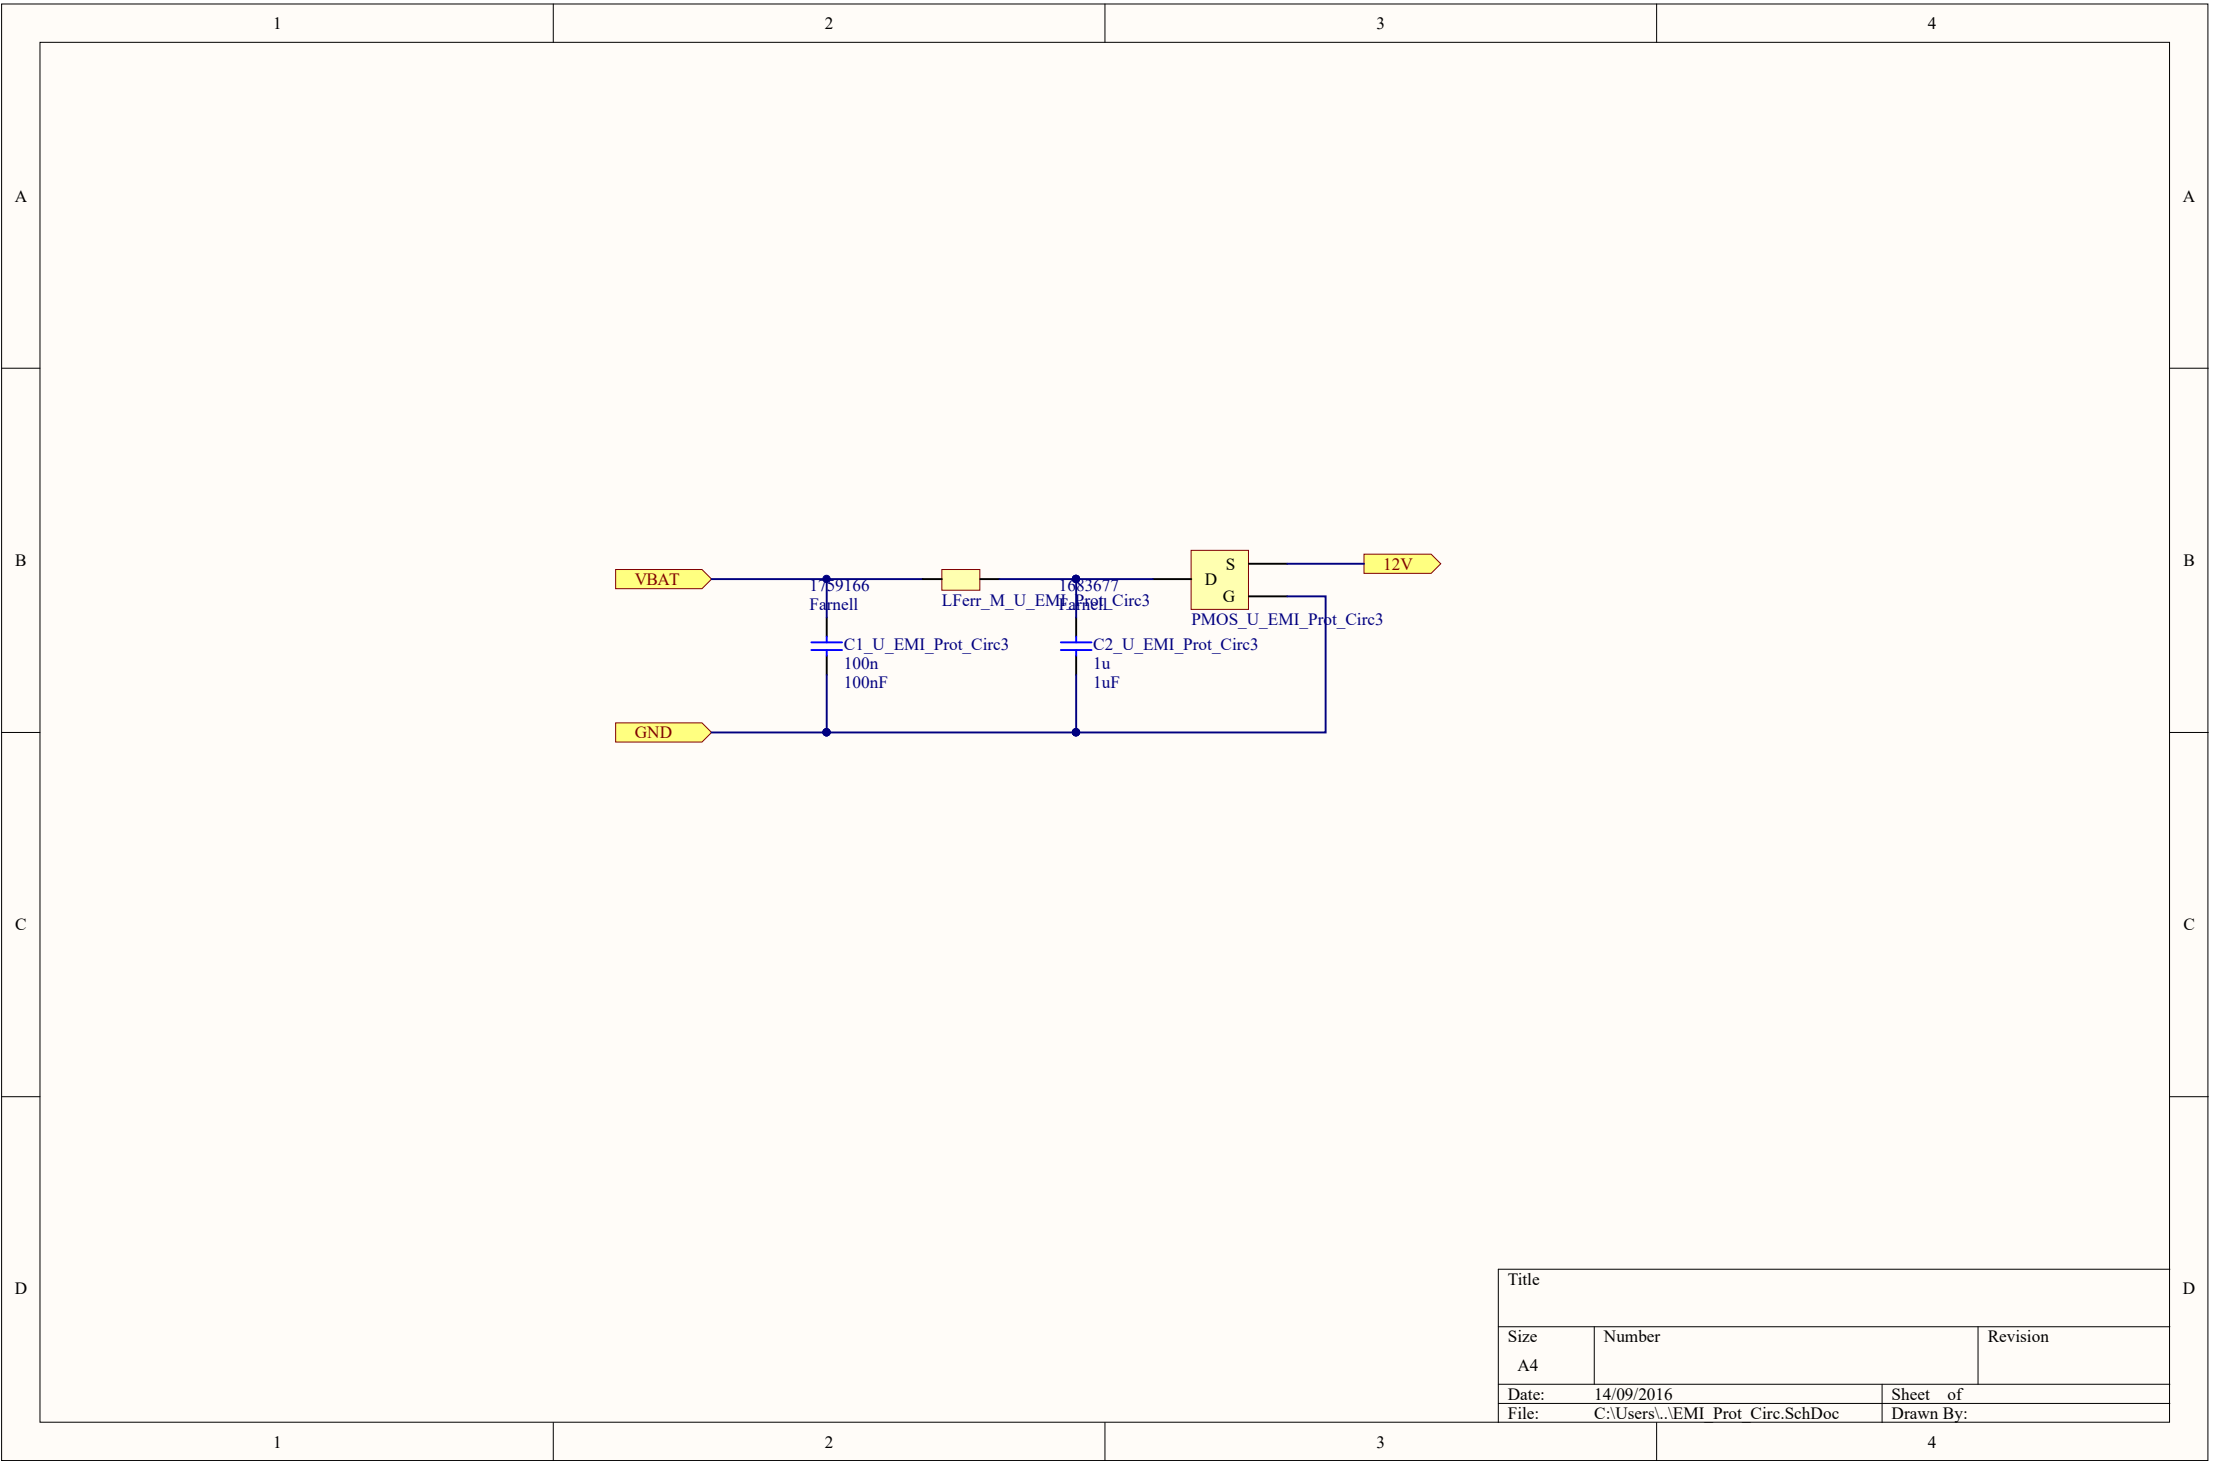 1 2 3 4
A A
B B
VBAT
1759166
Farnell
LFerr_M_U_EMI_Prot_Circ3
1683677
Farnell
S
D
G
12V
PMOS_U_EMI_Prot_Circ3
C1_U_EMI_Prot_Circ3
100n
100nF
C2_U_EMI_Prot_Circ3
1u
1uF
GND
C C
D D
Title
Size Number Revision
A4
Date: 14/09/2016 Sheet of
File: C:\Users\..\EMI_Prot_Circ.SchDoc Drawn By:
1 2 3 4